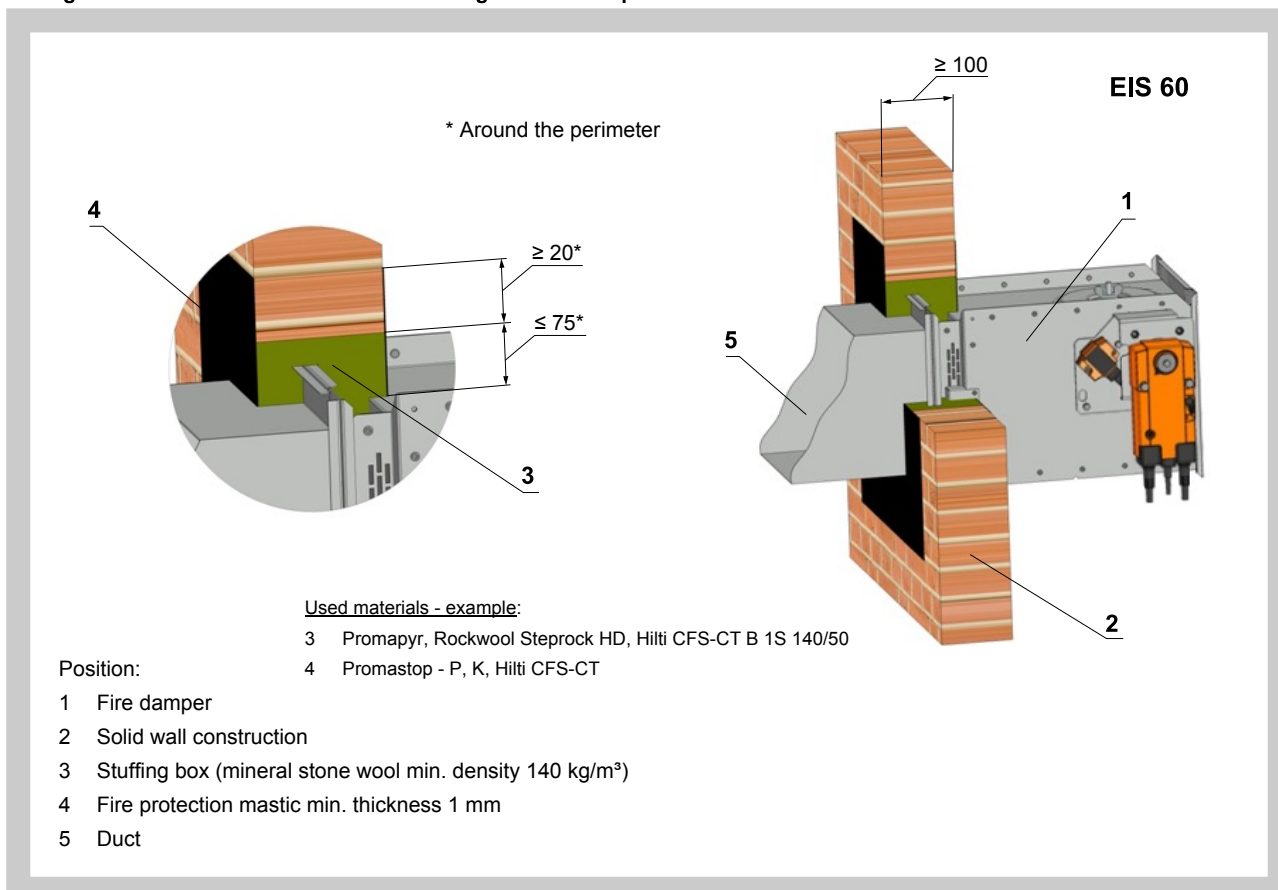 ≥ 100
EIS 60
* Around the perimeter
4
1
≥ 20*
≤ 75*
5
3
2
Used materials - example:
3 Promapyr, Rockwool Steprock HD, Hilti CFS-CT B 1S 140/50
4 Promastop - P, K, Hilti CFS-CT
Position:
1 Fire damper
2 Solid wall construction
3 Stuffing box (mineral stone wool min. density 140 kg/m³)
4 Fire protection mastic min. thickness 1 mm
5 Duct